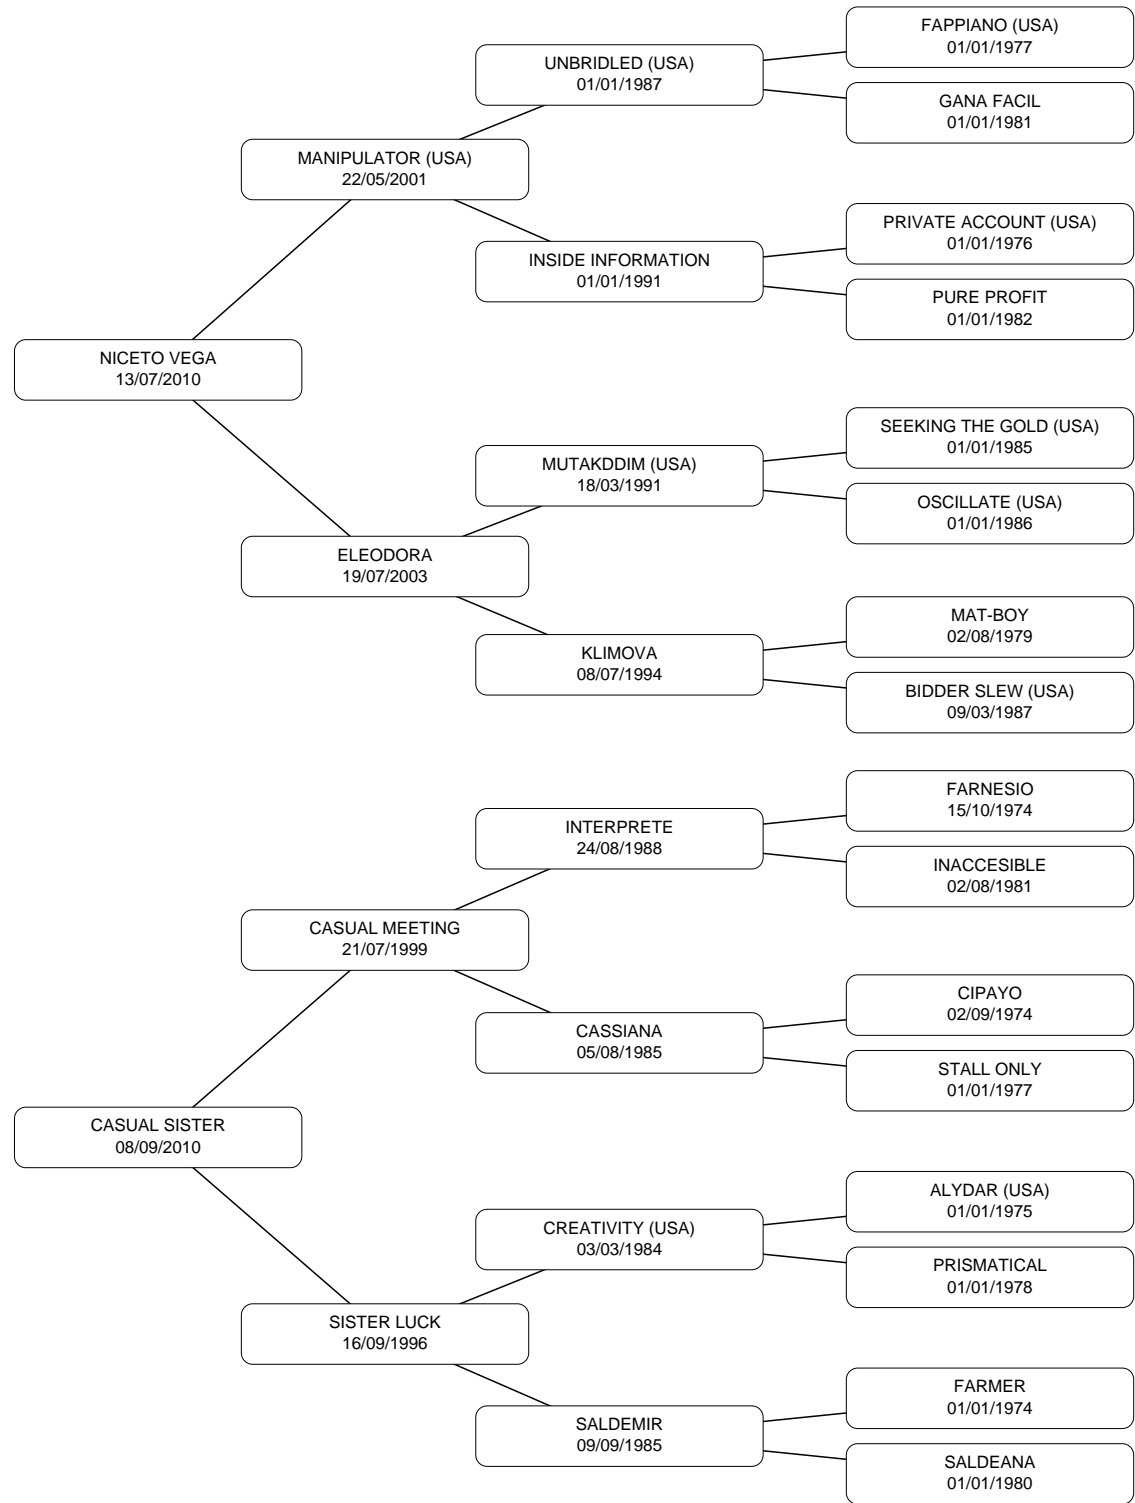 FAPPIANO (USA)
01/01/1977
UNBRIDLED (USA)
01/01/1987
GANA FACIL
01/01/1981
MANIPULATOR (USA)
22/05/2001
PRIVATE ACCOUNT (USA)
01/01/1976
INSIDE INFORMATION
01/01/1991
PURE PROFIT
01/01/1982
NICETO VEGA
13/07/2010
SEEKING THE GOLD (USA)
01/01/1985
MUTAKDDIM (USA)
18/03/1991
OSCILLATE (USA)
01/01/1986
ELEODORA
19/07/2003
MAT-BOY
02/08/1979
KLIMOVA
08/07/1994
BIDDER SLEW (USA)
09/03/1987
FARNESIO
15/10/1974
INTERPRETE
24/08/1988
INACCESIBLE
02/08/1981
CASUAL MEETING
21/07/1999
CIPAYO
02/09/1974
CASSIANA
05/08/1985
STALL ONLY
01/01/1977
CASUAL SISTER
08/09/2010
ALYDAR (USA)
01/01/1975
CREATIVITY (USA)
03/03/1984
PRISMATICAL
01/01/1978
SISTER LUCK
16/09/1996
FARMER
01/01/1974
SALDEMIR
09/09/1985
SALDEANA
01/01/1980